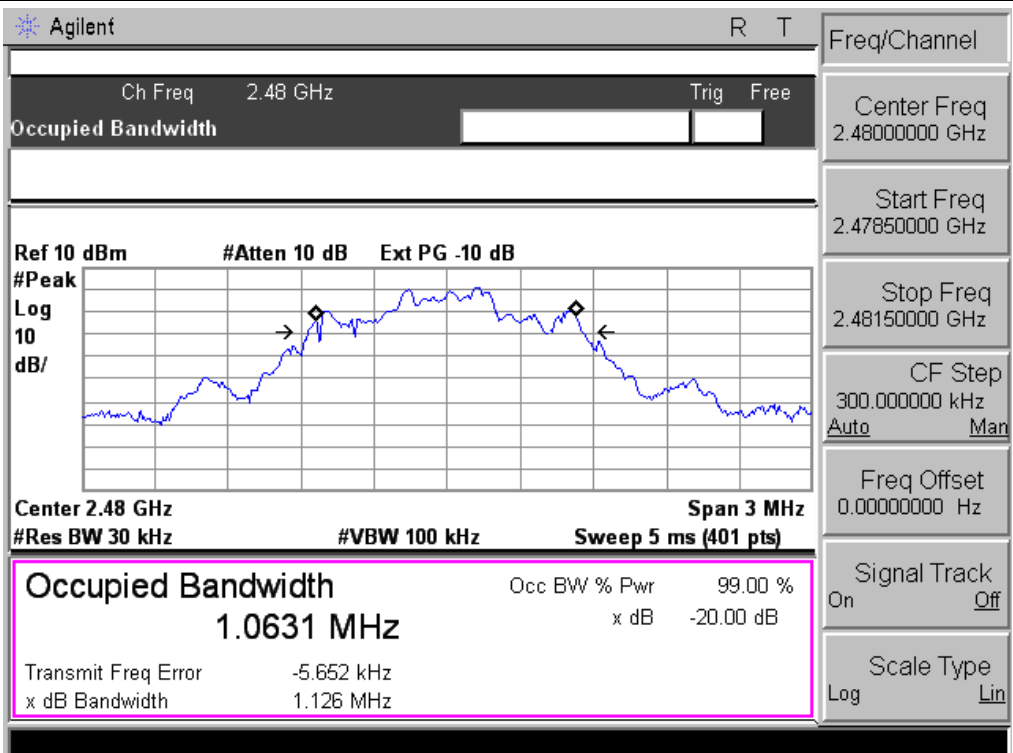 Agilent R T
Ch Freq 2.48 GHz Trig Free
Occupied Bandwidth
Ref 10 dBm #Atten 10 dB Ext PG -10 dB
#Peak
Log
10
dB/
Center 2.48 GHz Span 3 MHz
#Res BW 30 kHz #VBW 100 kHz Sweep 5 ms (401 pts)
Occupied Bandwidth Occ BW % Pwr 99.00 %
1.0631 MHz x dB -20.00 dB
Transmit Freq Error -5.652 kHz
x dB Bandwidth 1.126 MHz
Freq/Channel
Center Freq
2.48000000 GHz
Start Freq
2.47850000 GHz
Stop Freq
2.48150000 GHz
CF Step
300.000000 kHz
Auto Man
Freq Offset
0.00000000 Hz
Signal Track
On Off
Scale Type
Log Lin